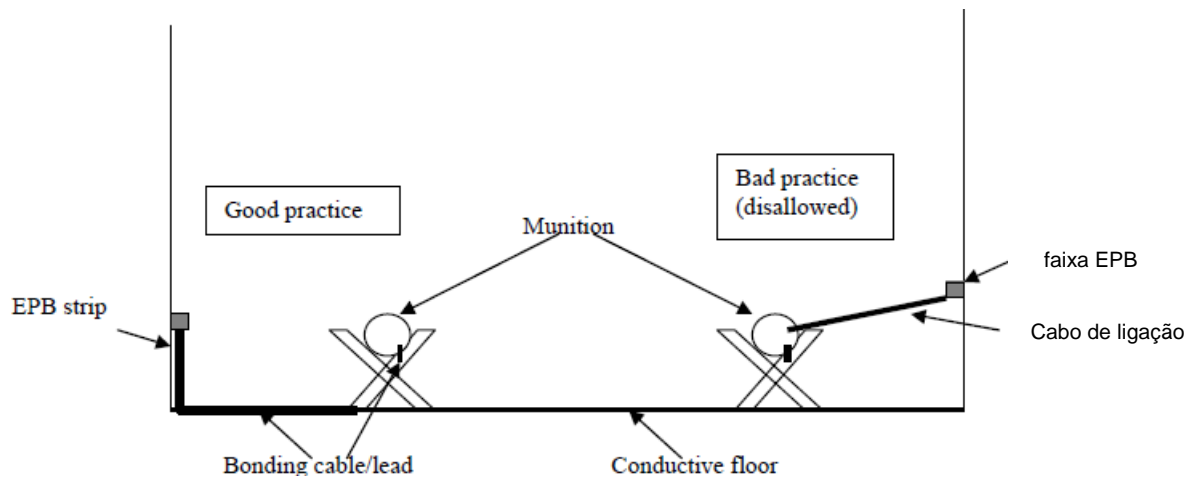 Good practice
Bad practice
(disallowed)
Munition
faixa EPB
EPB strip
Cabo de ligação
Bonding cable/lead
Conductive floor